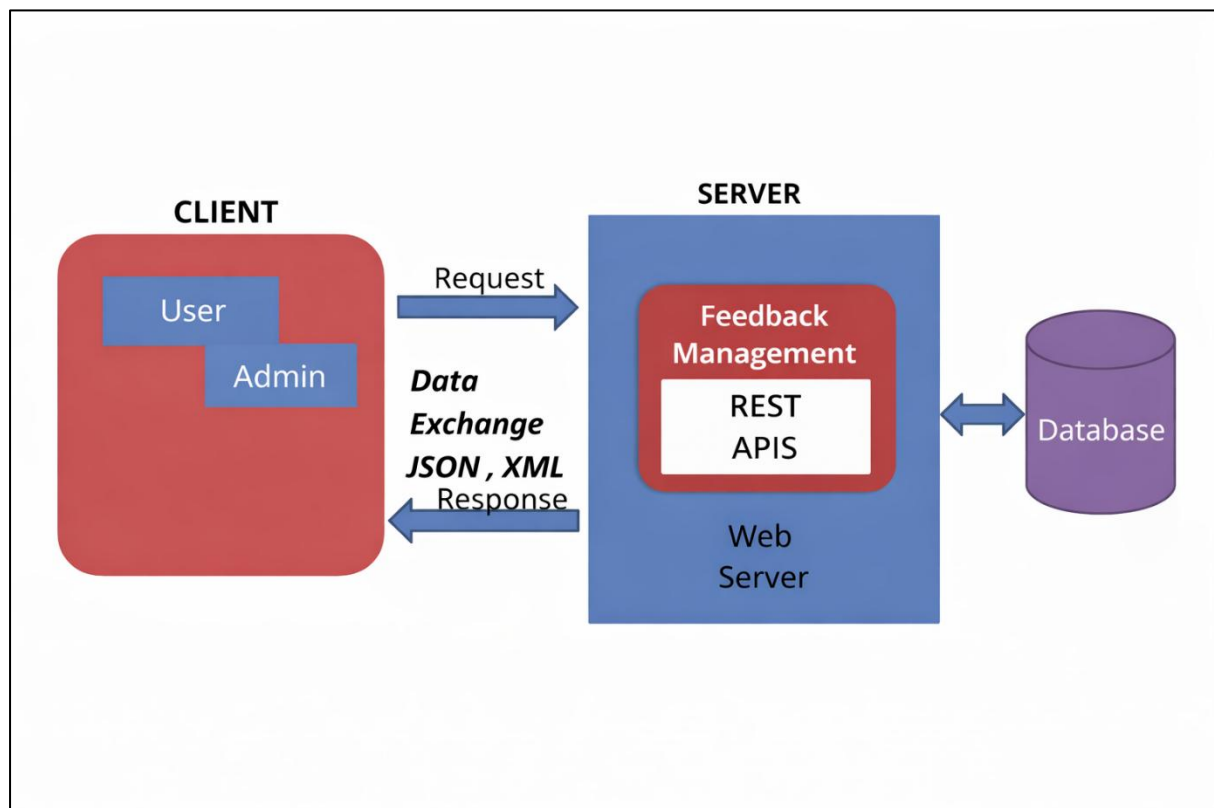 CLIENT
User
Admin
Request
Data
Exchange
JSON , XML
Response
SERVER
Feedback
Management
REST
APIS
Web
Server
Database